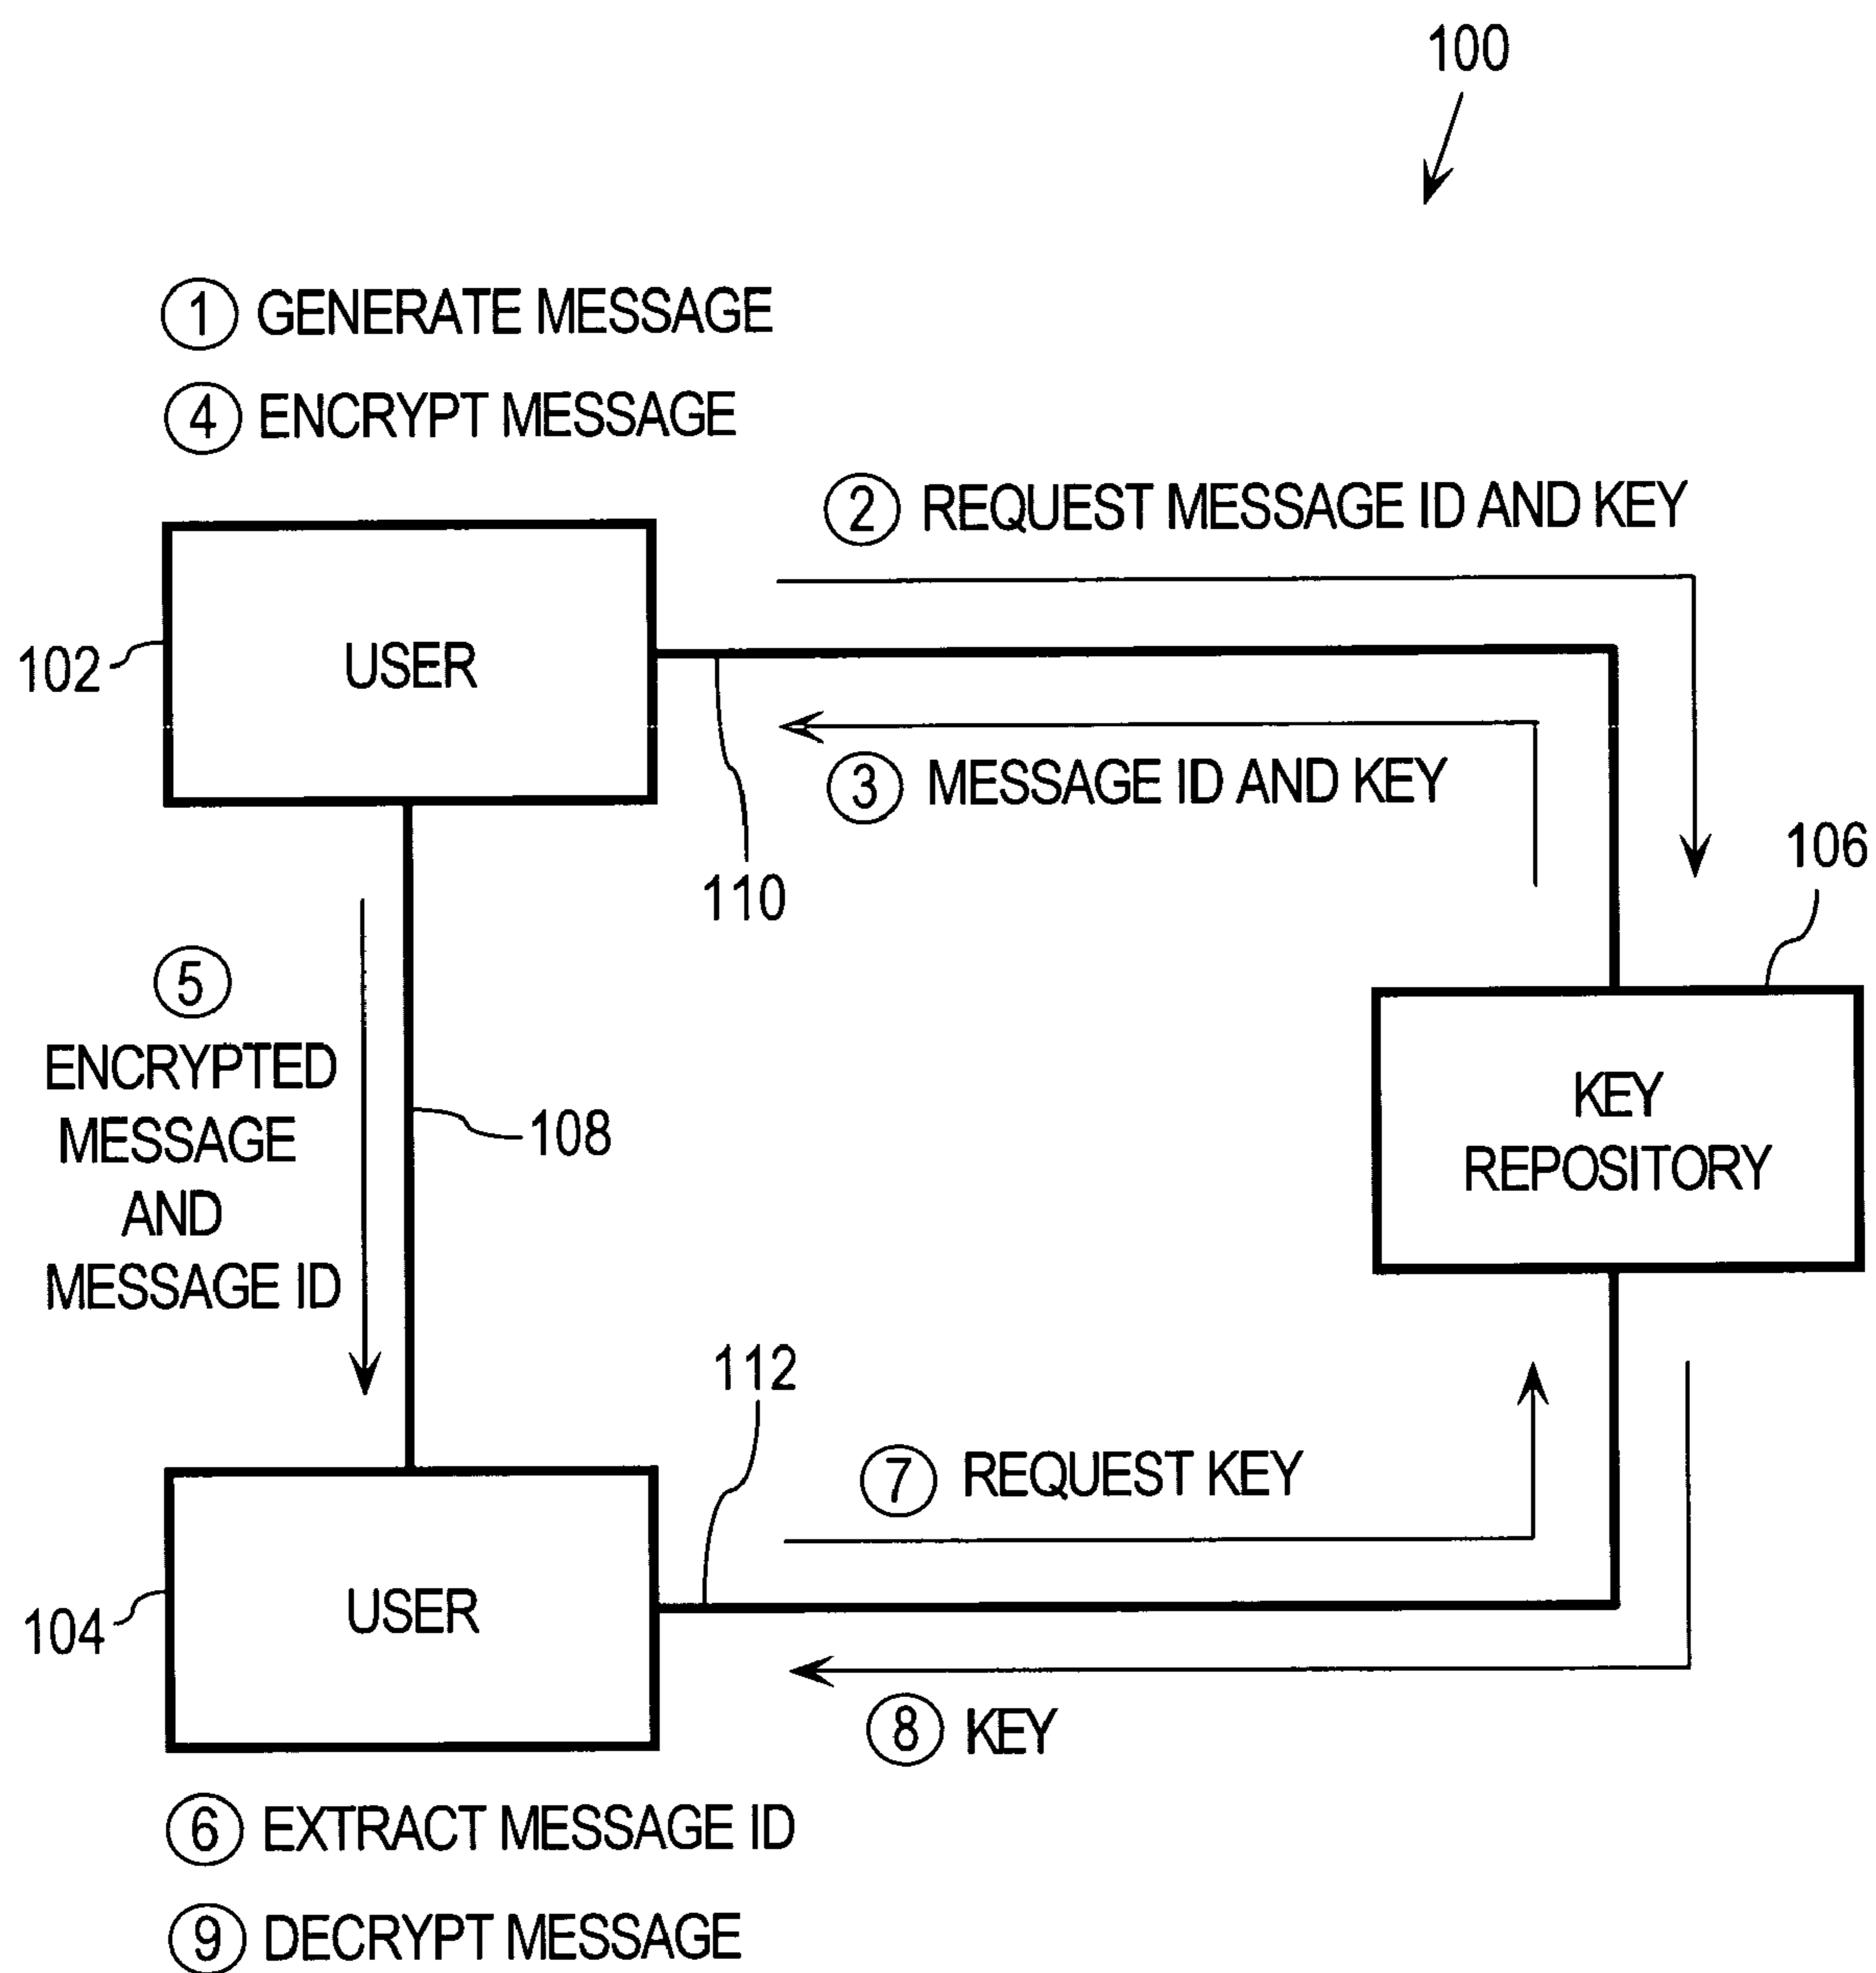 100
① GENERATE MESSAGE
④ ENCRYPT MESSAGE
② REQUEST MESSAGE ID AND KEY
102
USER
③ MESSAGE ID AND KEY
110
106
⑤
ENCRYPTED
MESSAGE
AND
MESSAGE ID
108
KEY
REPOSITORY
112
⑦ REQUEST KEY
104
USER
⑧ KEY
⑥ EXTRACT MESSAGE ID
⑨ DECRYPT MESSAGE